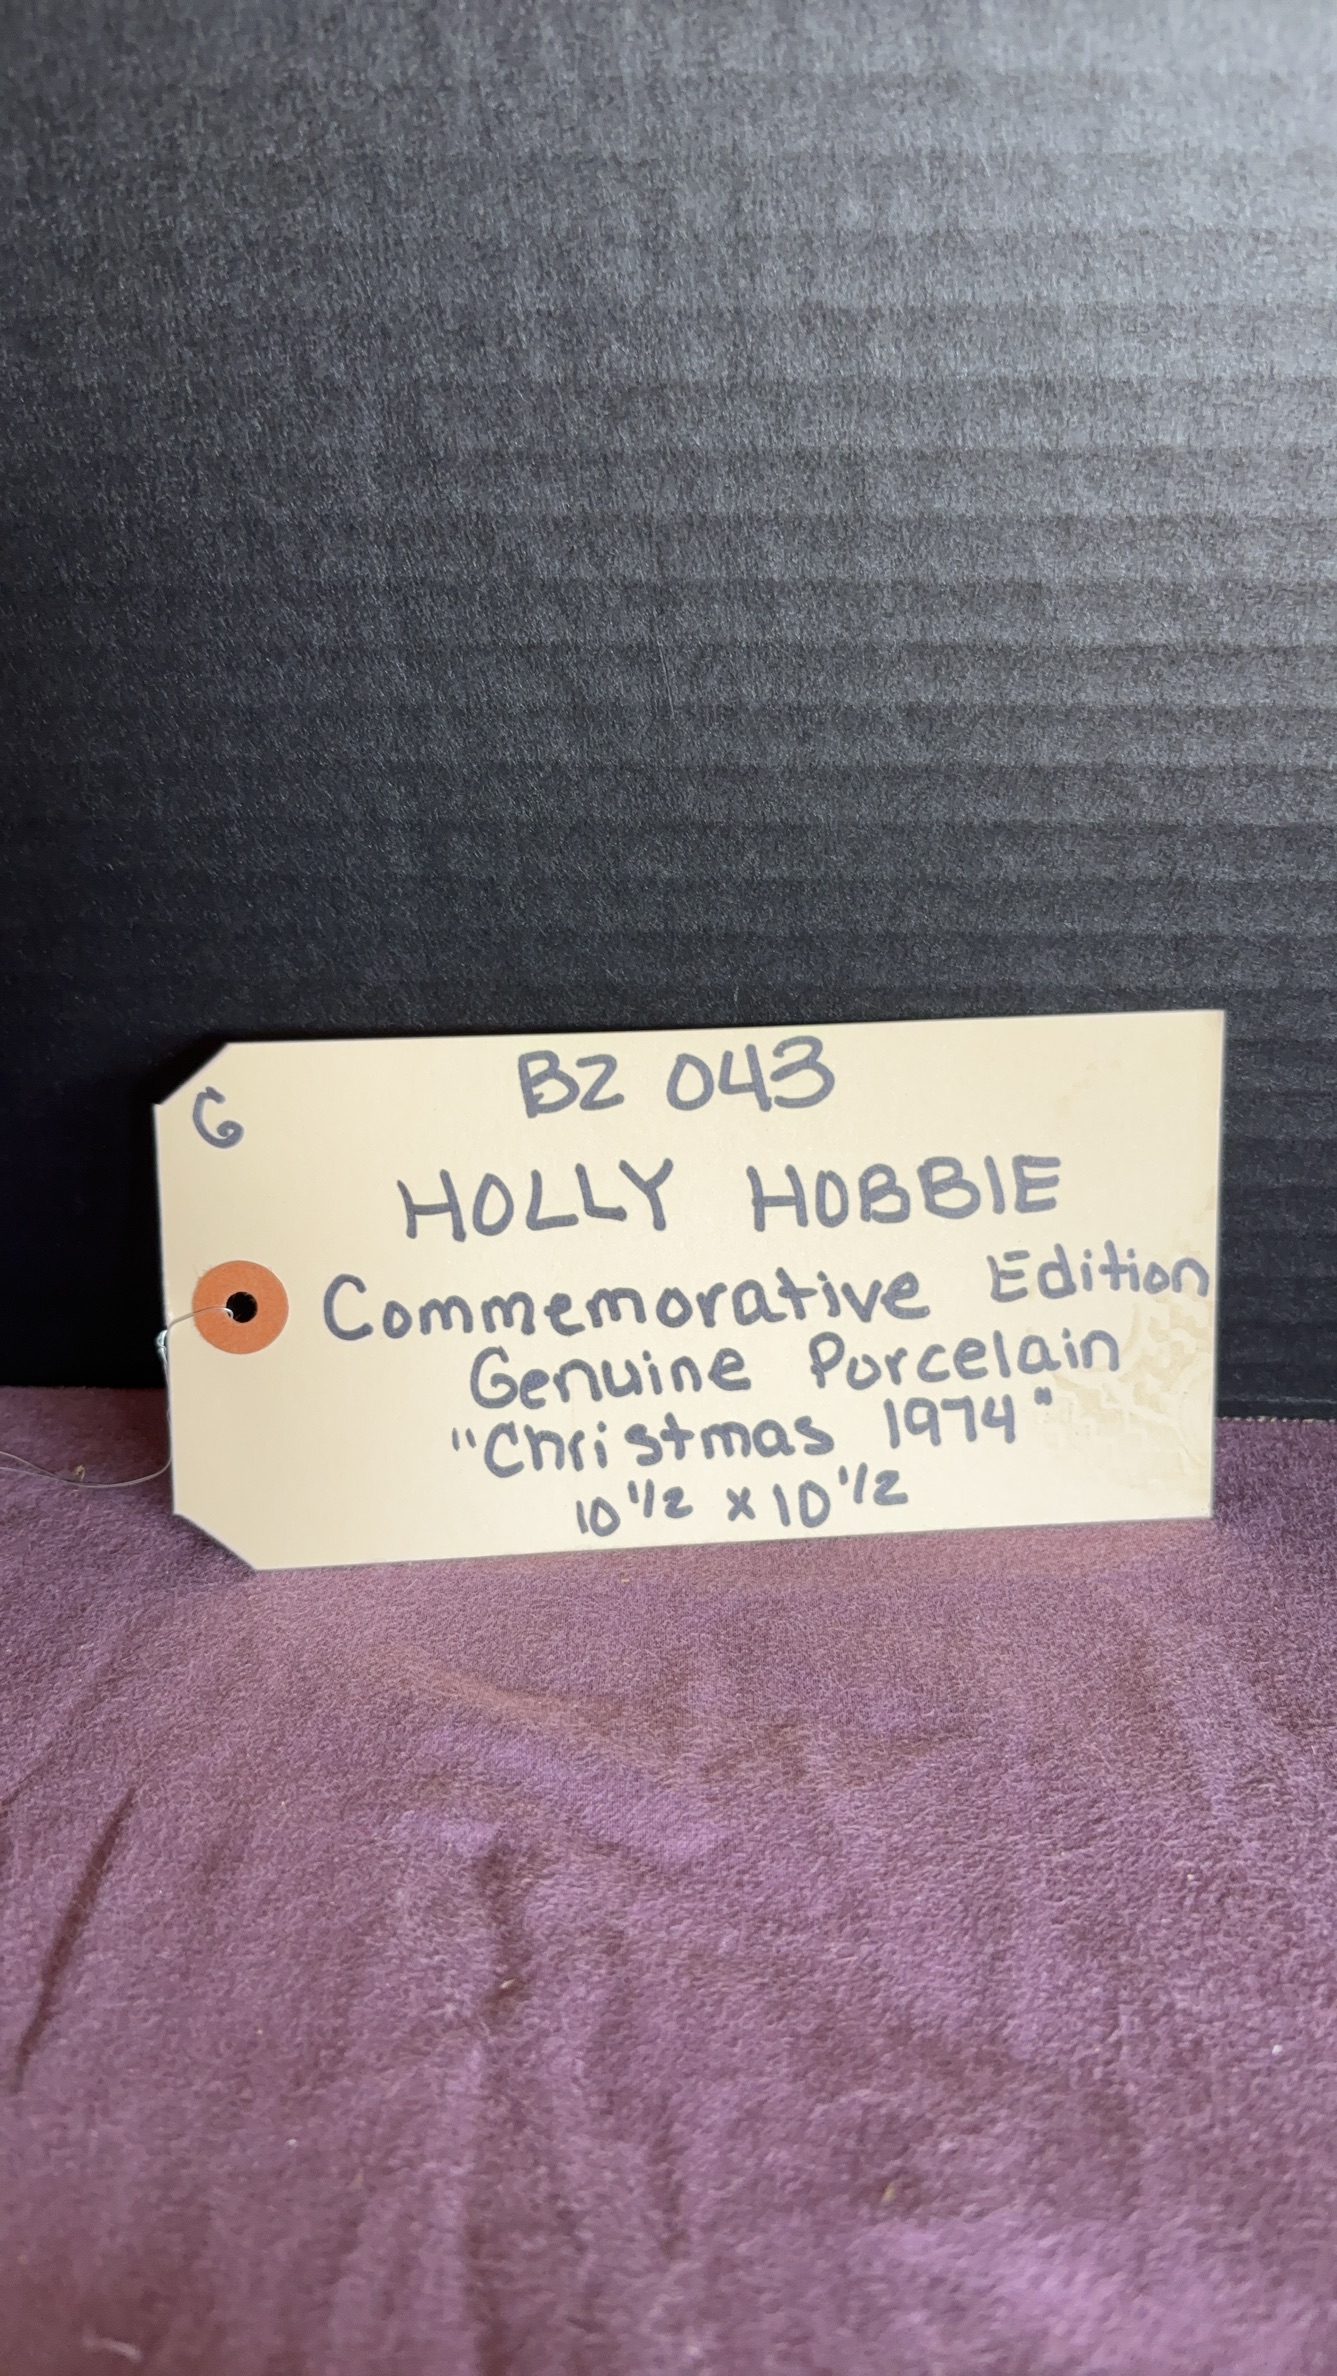 BZ 043
G
HOLLY HOBBIE
Commemorative Edition
Genuine Porcelain
"Christmas 1974"
10 1/2 x 10 1/2